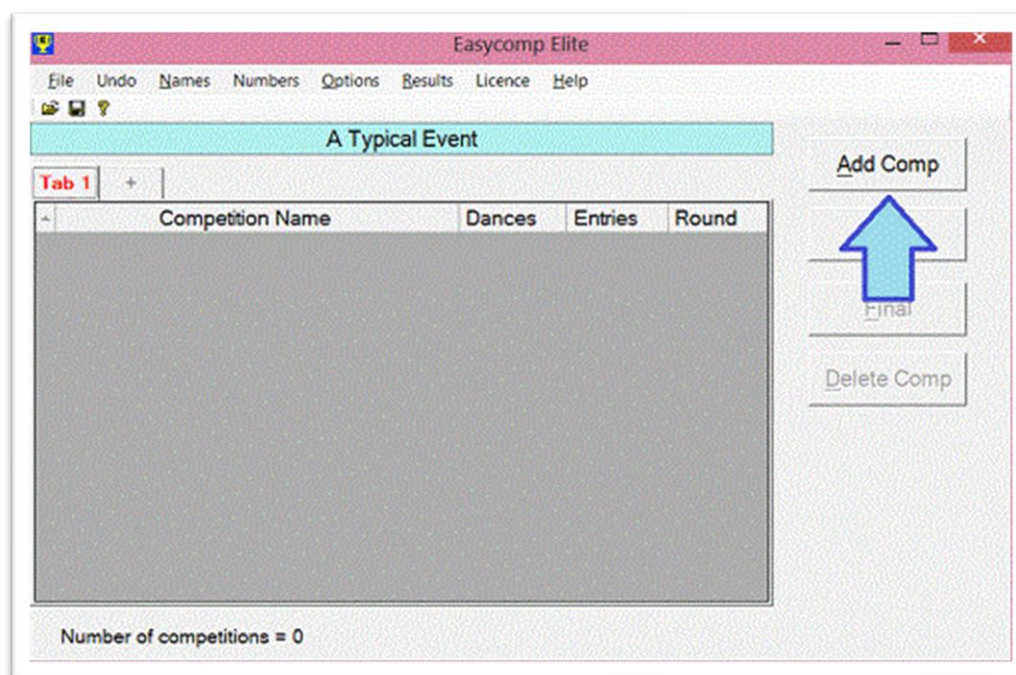 Easycomp Elite
File Undo Names Numbers Options Results Licence Help
A Typical Event
Add Comp
Tab 1 +
Competition Name Dances Entries Round
Final
Delete Comp
Number of competitions = 0